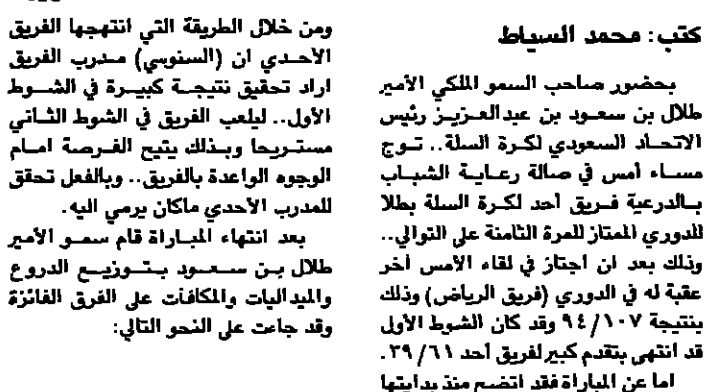 كتب: محمد السياط
بحضور صاحب السمو الملكي الأمير
طلال بن سعود بن عبدالعزيز رئيس
الاتحاد السعودي لكرة السلة.. توج
مساء أمس في صالة رعاية الشباب
بالدرعية فريق أحد لكرة السلة بطلا
للدوري الممتاز للمرة الثامنة على التوالي..
وذلك بعد ان اجتاز في لقاء الأمس أخر
عقبة له في الدوري (فريق الرياض) وذلك
بنتيجة ٩٤/١٠٧ وقد كان الشوط الأول
قد انتهى بتقدم كبير لفريق أحد ٢٩/٦١.
اما عن المباراة فقد اتضح منذ بدايتها
ومن خلال الطريقة التي انتهجها الفريق
الأحدي ان (السنوسي) مدرب الفريق
اراد تحقيق نتيجة كبيرة في الشوط
الأول.. ليلعب الفريق في الشوط الثاني
مستريحا وبذلك يتيح الفرصة امام
الوجوه الواعدة بالفريق.. وبالفعل تحقق
للمدرب الأحدي ماكان يرمي اليه.
بعد انتهاء المباراة قام سمو الأمير
طلال بن سعود بتوزيع الدروع
والميداليات والمكافأت على الفرق الفائزة
وقد جاءت على النحو التالي: